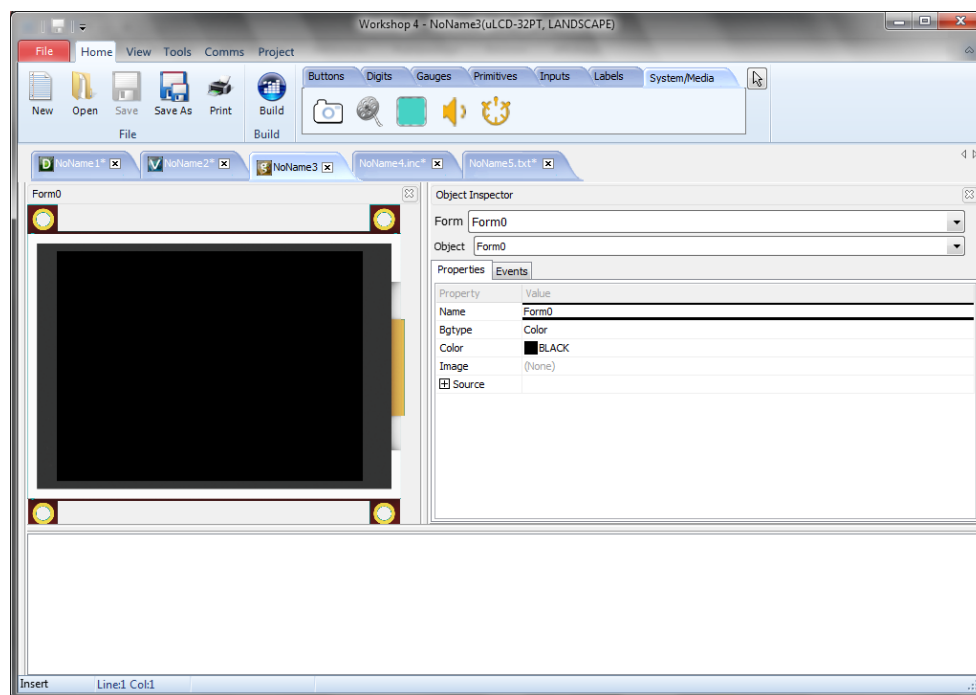 Workshop 4 - NoName3(uLCD-32PT, LANDSCAPE)
File Home View Tools Comms Project
Buttons Digits Gauges Primitives Inputs Labels System/Media
New Open Save Save As Print Build
File Build
D NoName1* V NoName2* g NoName3 NoName4.inc* NoName5.txt*
Form0
Object Inspector
Form Form0
Object Form0
Properties Events
Property Value
Name Form0
Bgtype Color
Color BLACK
Image (None)
Source
Insert Line:1 Col:1